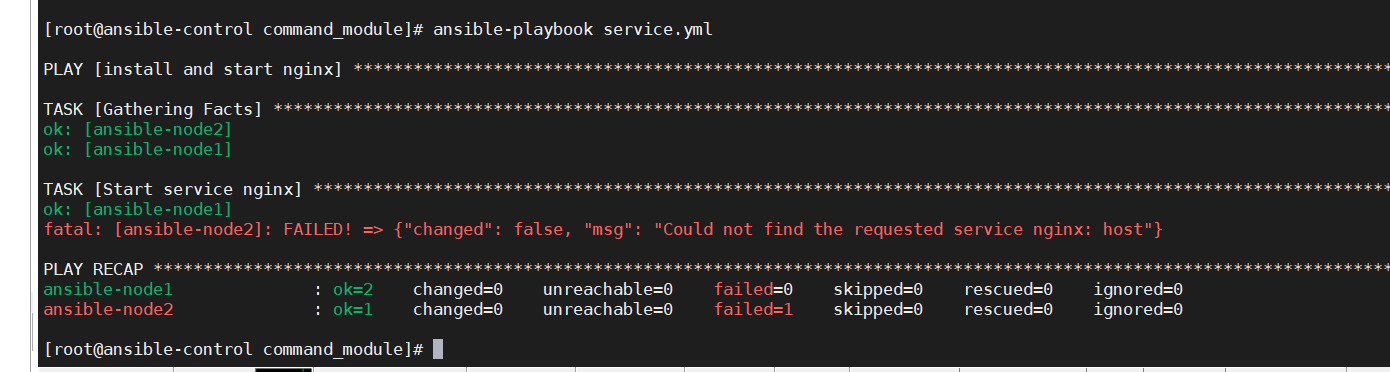 [root@ansible-control command_module]# ansible-playbook service.yml
PLAY [install and start nginx] *********************************************************************************************************
TASK [Gathering Facts] *****************************************************************************************************************
ok: [ansible-node2]
ok: [ansible-node1]
TASK [Start service nginx] *************************************************************************************************************
ok: [ansible-node1]
fatal: [ansible-node2]: FAILED! => {"changed": false, "msg": "Could not find the requested service nginx: host"}
PLAY RECAP *****************************************************************************************************************************
ansible-node1              : ok=2    changed=0    unreachable=0    failed=0    skipped=0    rescued=0    ignored=0
ansible-node2              : ok=1    changed=0    unreachable=0    failed=1    skipped=0    rescued=0    ignored=0
[root@ansible-control command_module]#